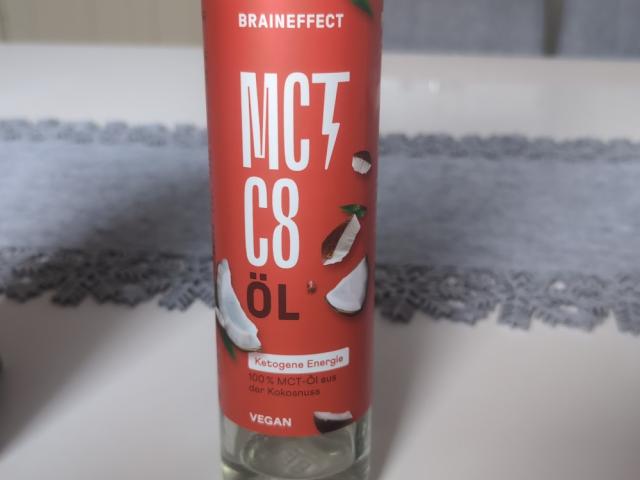 BRAINEFFECT
MCT
C8
ÖL
Ketogene Energie
100% MCT-Öl aus
der Kokosnuss
VEGAN